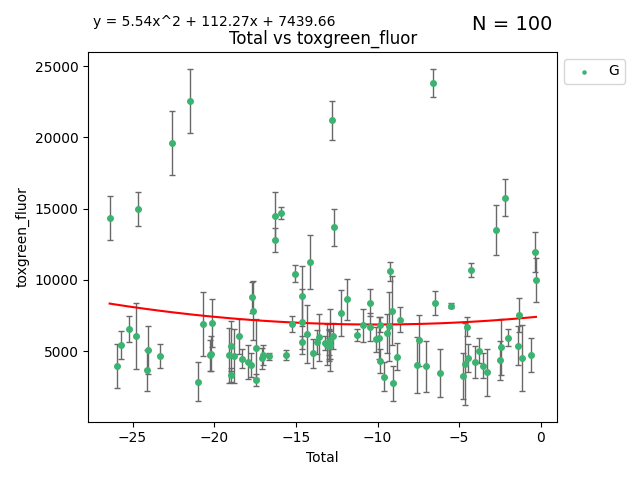 y = 5.54x^2 + 112.27x + 7439.66
N = 100
Total vs toxgreen_fluor
G
25000
20000
15000
10000
5000
toxgreen_fluor
−25 −20 −15 −10 −5 0
Total